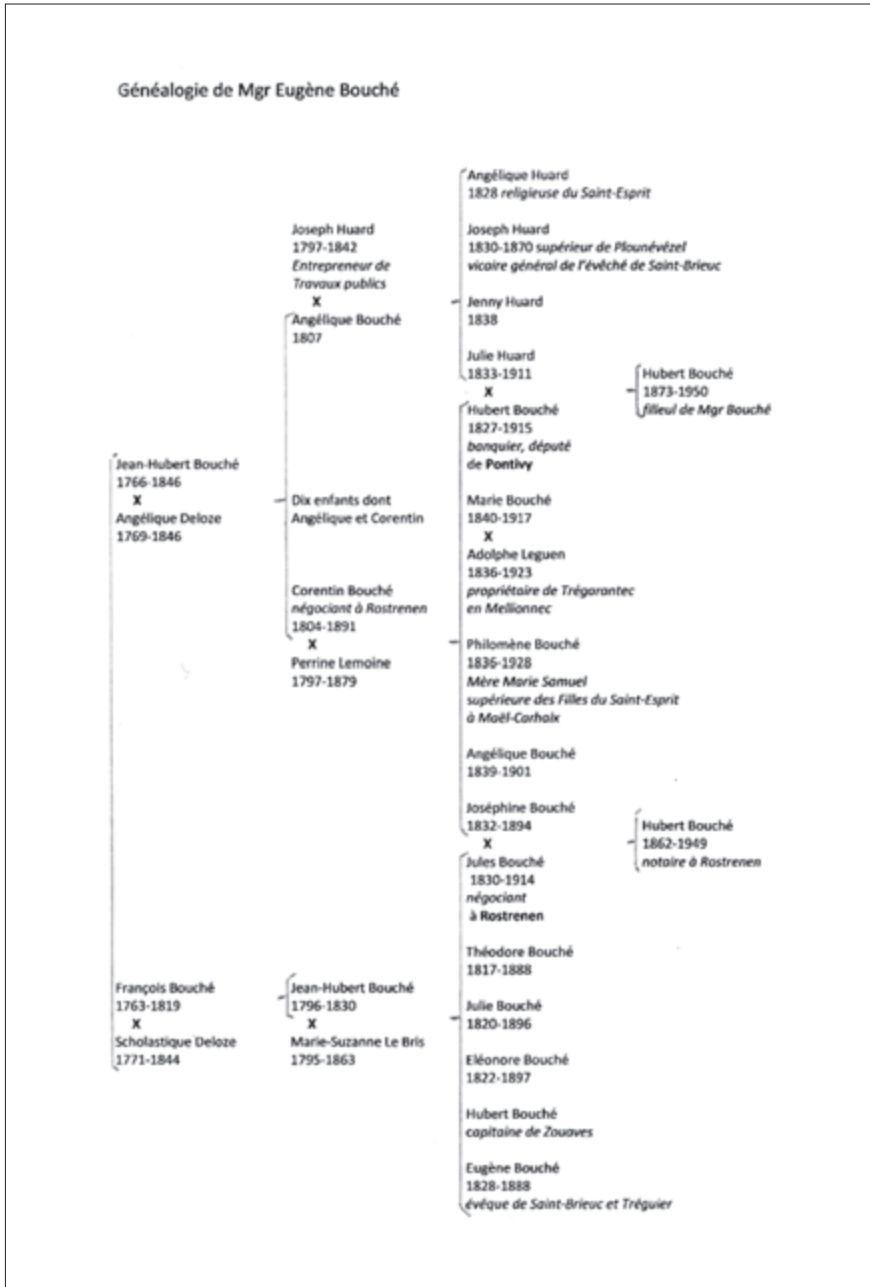 Généalogie de Mgr Eugène Bouché
Jean-Hubert Bouché
1766-1846
X
Angélique Deloze
1769-1846
François Bouché
1763-1819
X
Scholastique Deloze
1771-1844
Joseph Huard
1797-1842
Entrepreneur de
Travaux publics
X
Angélique Bouché
1807
Dix enfants dont
Angélique et Corentin
Corentin Bouché
négociant à Rostrenen
1804-1891
X
Perrine Lemoine
1797-1879
Jean-Hubert Bouché
1796-1830
X
Marie-Suzanne Le Bris
1795-1863
Angélique Huard
1828 religieuse du Saint-Esprit
Joseph Huard
1830-1870 supérieur de Plounévézel
vicaire général de l'évêché de Saint-Brieuc
Jenny Huard
1838
Julie Huard
1833-1911
X
Hubert Bouché
1827-1915
banquier, député
de Pontivy
Marie Bouché
1840-1917
X
Adolphe Leguen
1836-1923
propriétaire de Trégarantec
en Mellionnec
Philomène Bouché
1836-1928
Mère Marie Samuel
supérieure des Filles du Saint-Esprit
à Maël-Carhaix
Angélique Bouché
1839-1901
Joséphine Bouché
1832-1894
X
Jules Bouché
1830-1914
négociant
à Rostrenen
Théodore Bouché
1817-1888
Julie Bouché
1820-1896
Eléonore Bouché
1822-1897
Hubert Bouché
capitaine de Zouaves
Eugène Bouché
1828-1888
évêque de Saint-Brieuc et Tréguier
Hubert Bouché
1873-1950
filleul de Mgr Bouché
Hubert Bouché
1862-1949
notaire à Rostrenen